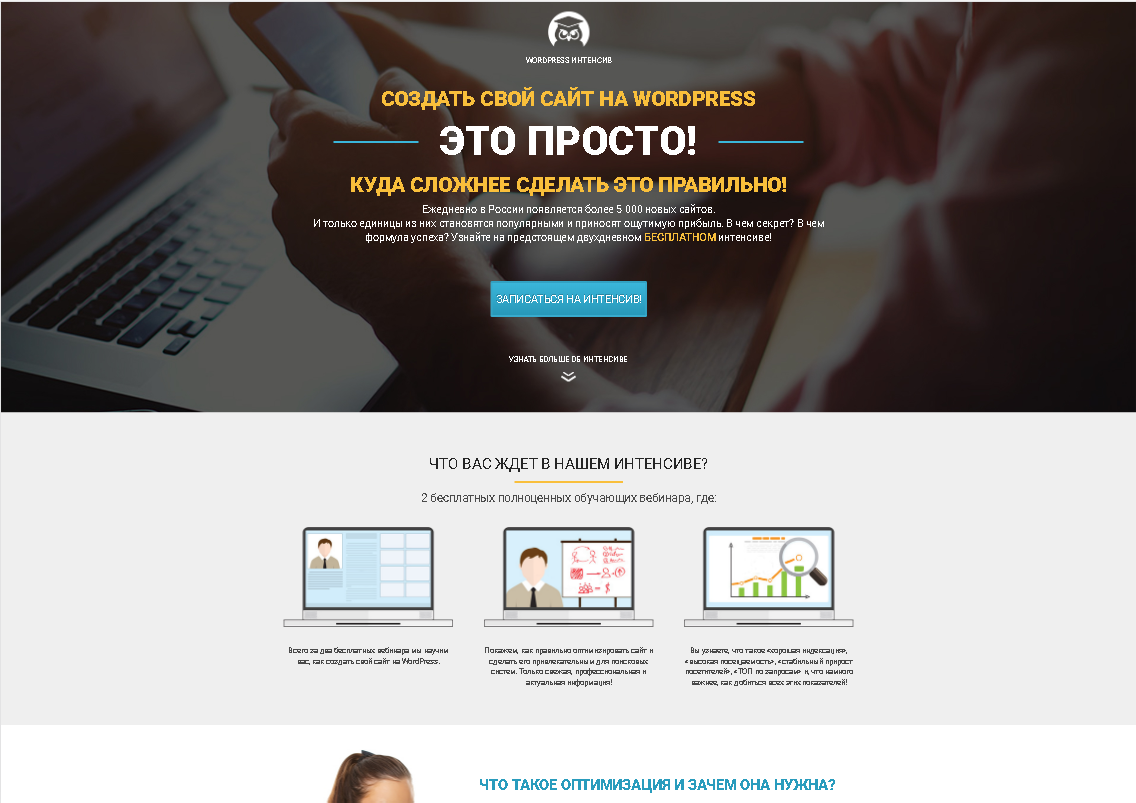 WORDPRESS ИНТЕНСИВ
СОЗДАТЬ СВОЙ САЙТ НА WORDPRESS
ЭТО ПРОСТО!
КУДА СЛОЖНЕЕ СДЕЛАТЬ ЭТО ПРАВИЛЬНО!
Ежедневно в России появляется более 5 000 новых сайтов.
И только единицы из них становятся популярными и приносят ощутимую прибыль. В чем секрет? В чем
формула успеха? Узнайте на предстоящем двухдневном БЕСПЛАТНОМ интенсиве!
ЗАПИСАТЬСЯ НА ИНТЕНСИВ!
УЗНАТЬ БОЛЬШЕ ОБ ИНТЕНСИВЕ
ЧТО ВАС ЖДЕТ В НАШЕМ ИНТЕНСИВЕ?
2 бесплатных полноценных обучающих вебинара, где:
Всего за два бесплатных вебинара мы научим
вас, как создать свой сайт на WordPress.
Покажем, как правильно оптимизировать сайт и
сделать его привлекательным для поисковых
систем. Только свежая, профессиональная и
актуальная информация!
Вы узнаете, что такое «хорошая индексация»,
«высокая посещаемость», «стабильный прирост
посетителей», «ТОП по запросам» и, что намного
важнее, как добиться всех этих показателей!
ЧТО ТАКОЕ ОПТИМИЗАЦИЯ И ЗАЧЕМ ОНА НУЖНА?